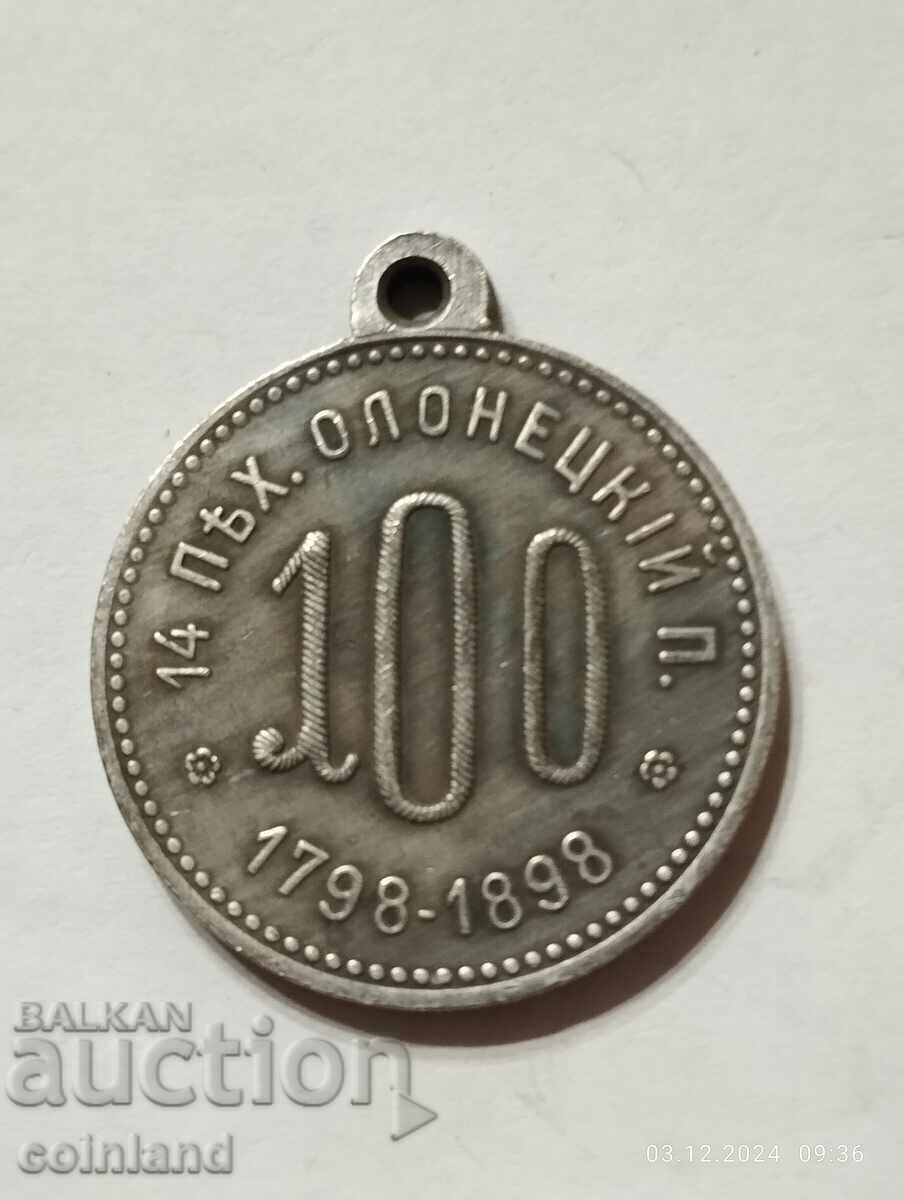 14 ПѢХ. ОЛОНЕЦКІЙ П.
100
1798-1898
BALKAN
auction
coinland
03.12.2024 09:36